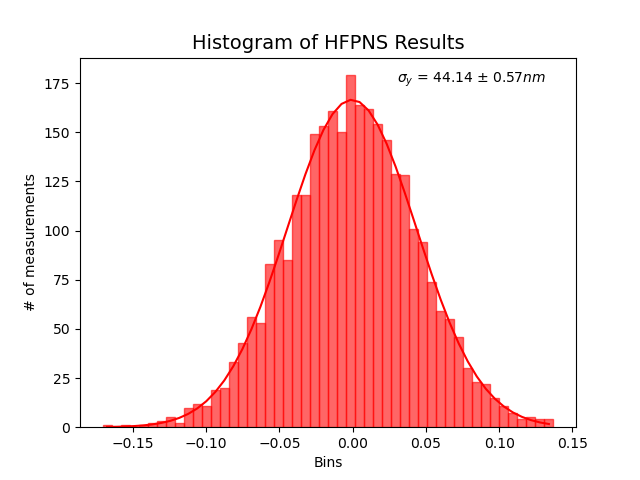 Histogram of HFPNS Results
σy = 44.14 ± 0.57nm
# of measurements
175
150
125
100
75
50
25
0
−0.15 −0.10 −0.05 0.00 0.05 0.10 0.15
Bins